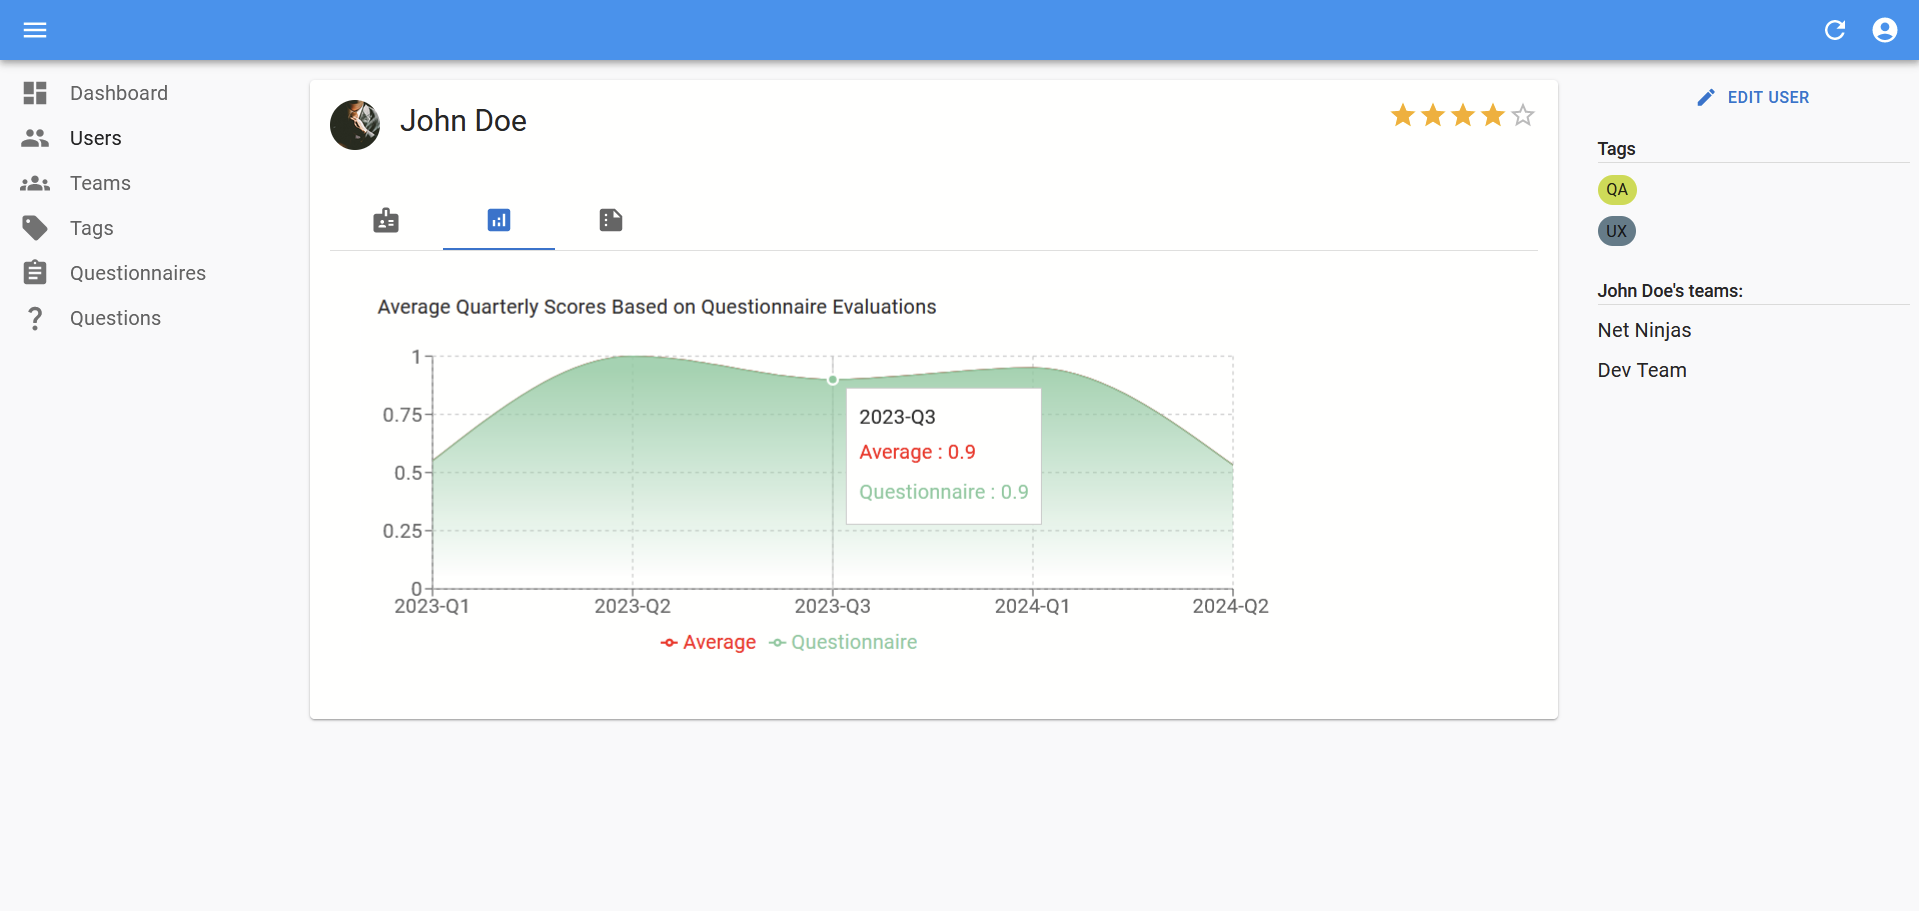 Dashboard
Users
Teams
Tags
Questionnaires
Questions
John Doe
Average Quarterly Scores Based on Questionnaire Evaluations
1
0.75
0.5
0.25
0
2023-Q1 2023-Q2 2023-Q3 2024-Q1 2024-Q2
2023-Q3
Average : 0.9
Questionnaire : 0.9
Average Questionnaire
EDIT USER
Tags
QA
UX
John Doe's teams:
Net Ninjas
Dev Team